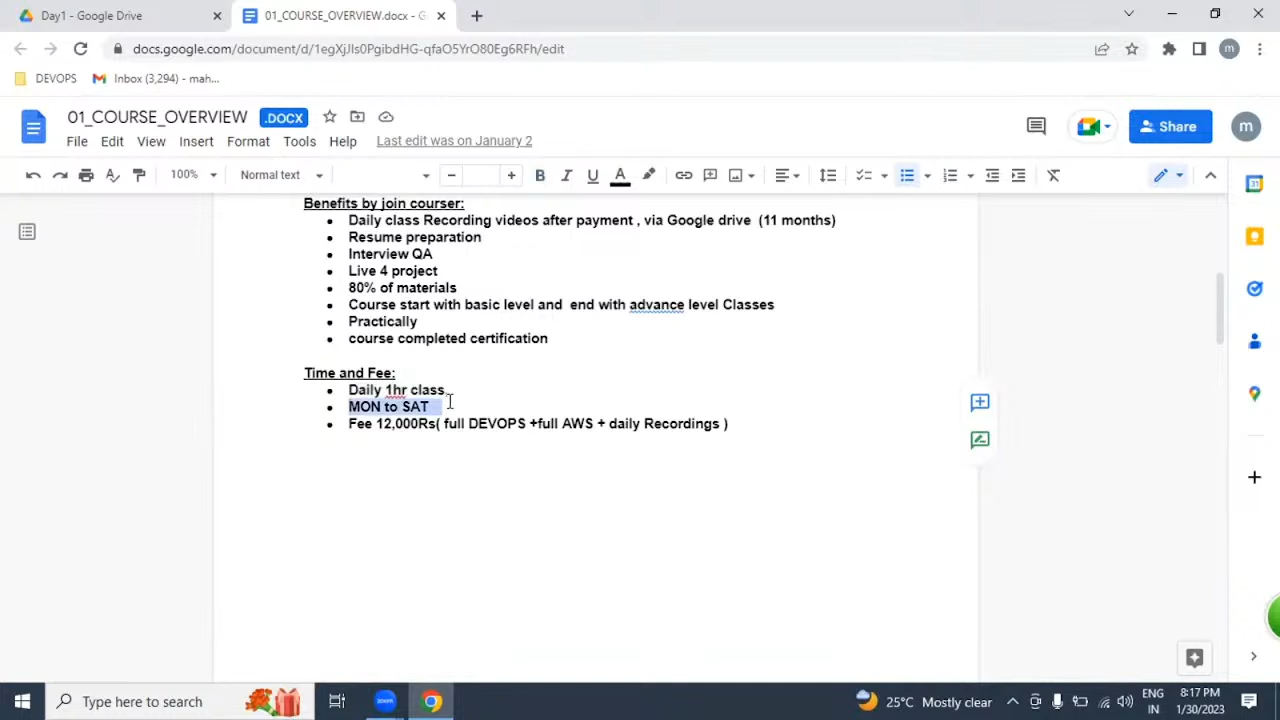 Day1 - Google Drive
01_COURSE_OVERVIEW.docx - G
docs.google.com/document/d/1egXjJIs0PgibdHG-qfaO5YrO80Eg6RFh/edit
m
DEVOPS
Inbox (3,294) - mah...
01_COURSE_OVERVIEW
.DOCX
File Edit View Insert Format Tools Help
Last edit was on January 2
Share
m
100%
Normal text
B I U A
Benefits by join courser:
• Daily class Recording videos after payment , via Google drive (11 months)
• Resume preparation
• Interview QA
• Live 4 project
• 80% of materials
• Course start with basic level and end with advance level Classes
• Practically
• course completed certification
Time and Fee:
• Daily 1hr class
• MON to SAT
• Fee 12,000Rs( full DEVOPS +full AWS + daily Recordings )
Type here to search
zoom
25°C Mostly clear
ENG
IN
8:17 PM
1/30/2023